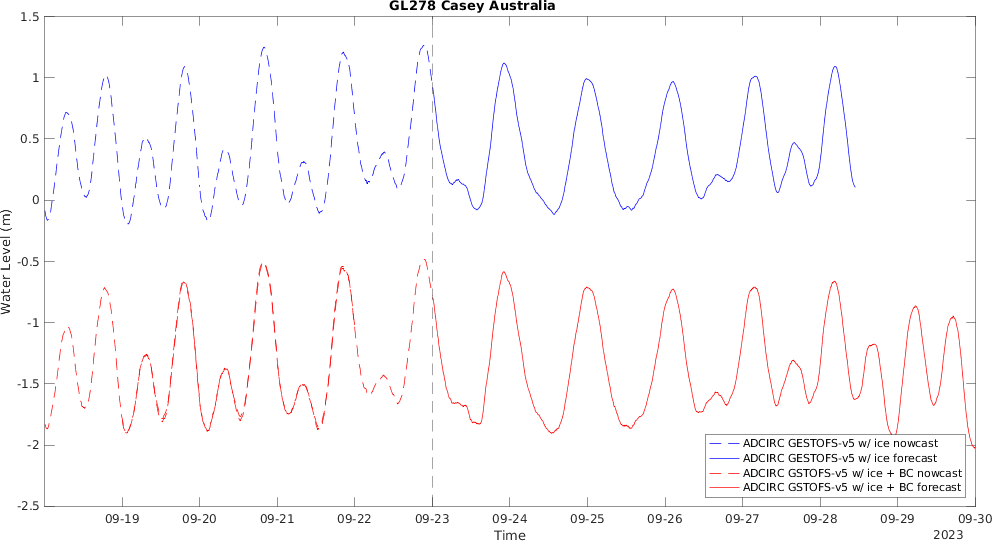 GL278 Casey Australia
1.5
1
0.5
0
-0.5
-1
-1.5
-2
-2.5
Water Level (m)
ADCIRC GESTOFS-v5 w/ ice nowcast
ADCIRC GESTOFS-v5 w/ ice forecast
ADCIRC GSTOFS-v5 w/ ice + BC nowcast
ADCIRC GSTOFS-v5 w/ ice + BC forecast
09-19 09-20 09-21 09-22 09-23 09-24 09-25 09-26 09-27 09-28 09-29 09-30
Time
2023